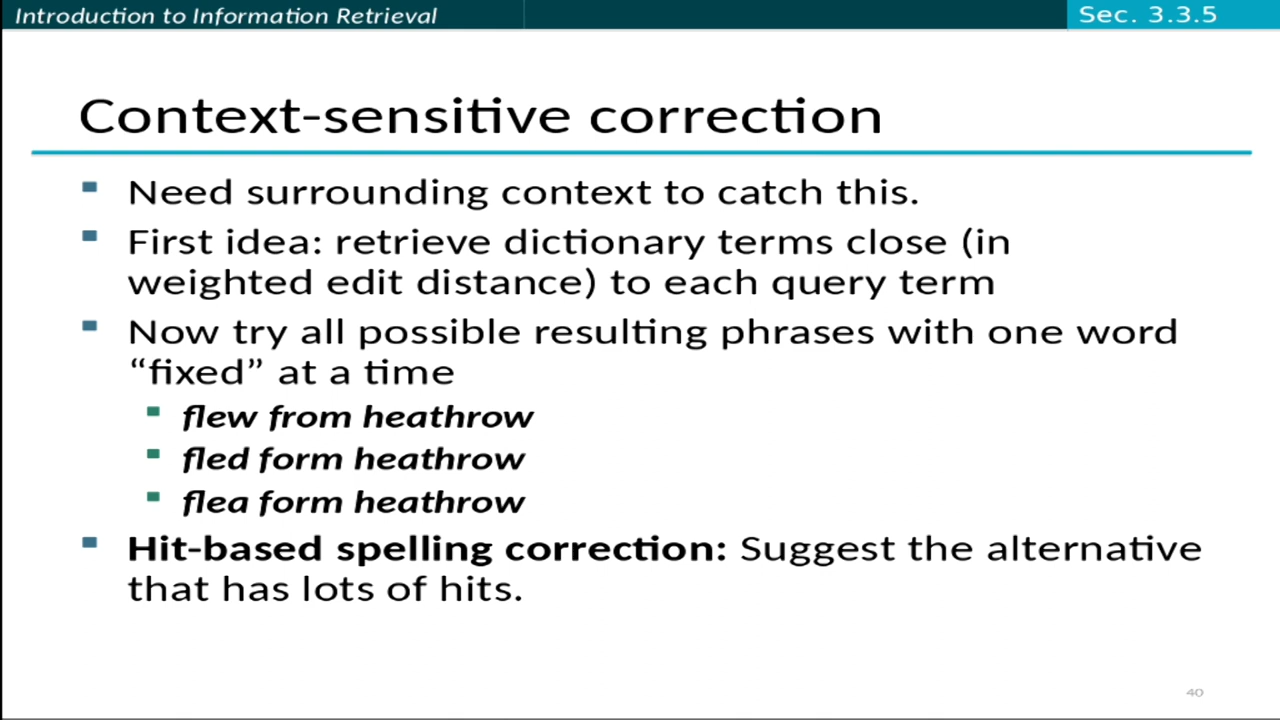 Introduction to Information Retrieval
Sec. 3.3.5
Context-sensitive correction
Need surrounding context to catch this.
First idea: retrieve dictionary terms close (in
weighted edit distance) to each query term
Now try all possible resulting phrases with one word
“fixed” at a time
flew from heathrow
fled form heathrow
flea form heathrow
Hit-based spelling correction: Suggest the alternative
that has lots of hits.
40